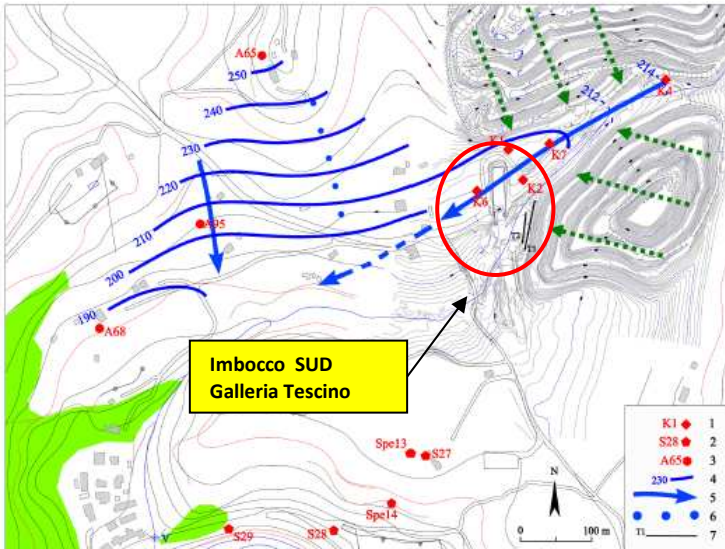 A65
250
240
230
220
210
200
190
A95
A68
214
K4
212
K7
K2
K6
T3
Imbocco SUD
Galleria Tescino
Spe13
S27
Spe14
S29
S28
V
N
0 100 m
K1 1
S28 2
A65 3
230 4
5
6
T1 7